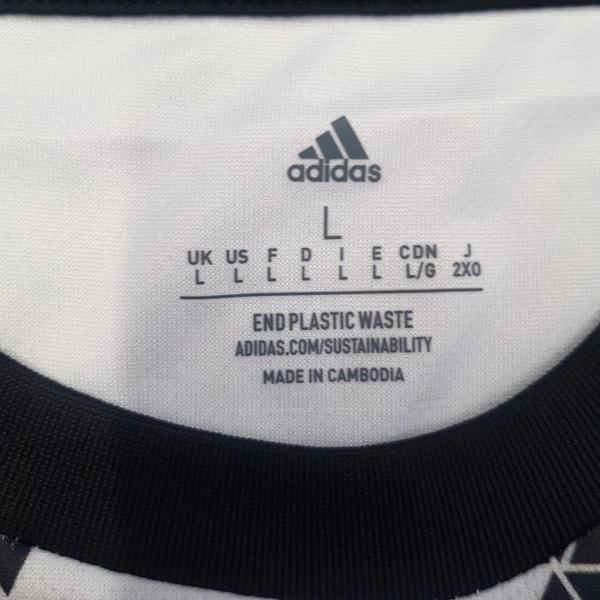 adidas
L
UK US F D I E CDN J
L L L L L L L/G 2XO
END PLASTIC WASTE
ADIDAS.COM/SUSTAINABILITY
MADE IN CAMBODIA